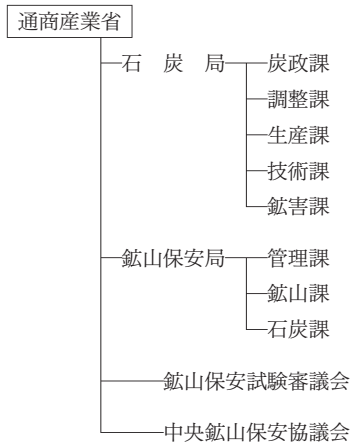 通商産業省
石炭局 炭政課
調整課
生産課
技術課
鉱害課
鉱山保安局 管理課
鉱山課
石炭課
鉱山保安試験審議会
中央鉱山保安協議会